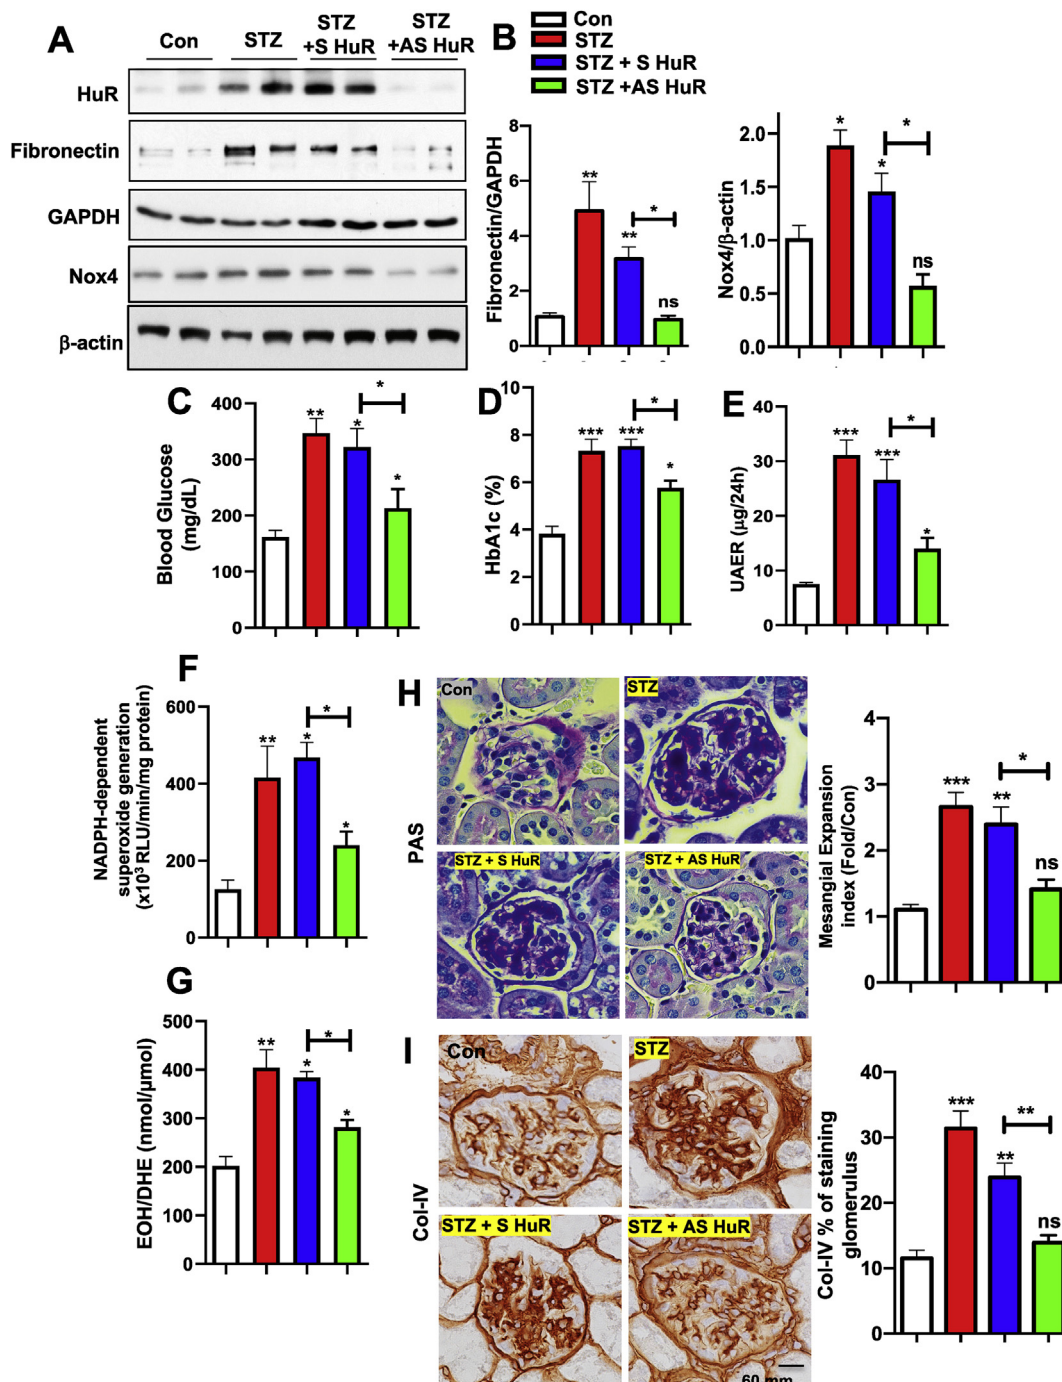 A
Con
STZ
STZ
+S HuR
STZ
+AS HuR
HuR
Fibronectin
GAPDH
Nox4
β-actin
B
Con
STZ
STZ + S HuR
STZ +AS HuR
Fibronectin/GAPDH
8
6
4
2
0
**
**
*
ns
Nox4/β-actin
2.0
1.5
1.0
0.5
0.0
*
*
*
ns
C
Blood Glucose
(mg/dL)
400
300
200
100
0
**
*
*
*
D
HbA1c (%)
10
8
6
4
2
0
***
***
*
*
E
UAER (μg/24h)
40
30
20
10
0
***
***
*
*
F
NADPH-dependent
superoxide generation
(x10³ RLU/min/mg protein)
600
400
200
0
**
*
*
*
G
EOH/DHE (nmol/μmol)
500
400
300
200
100
0
**
*
*
*
H
PAS
Con
STZ
STZ + S HuR
STZ + AS HuR
Mesangial Expansion
index (Fold/Con)
4
3
2
1
0
***
**
*
ns
I
Col-IV
Con
STZ
STZ + S HuR
STZ + AS HuR
60 mm
Col-IV % of staining
glomerulus
40
30
20
10
0
***
**
**
ns